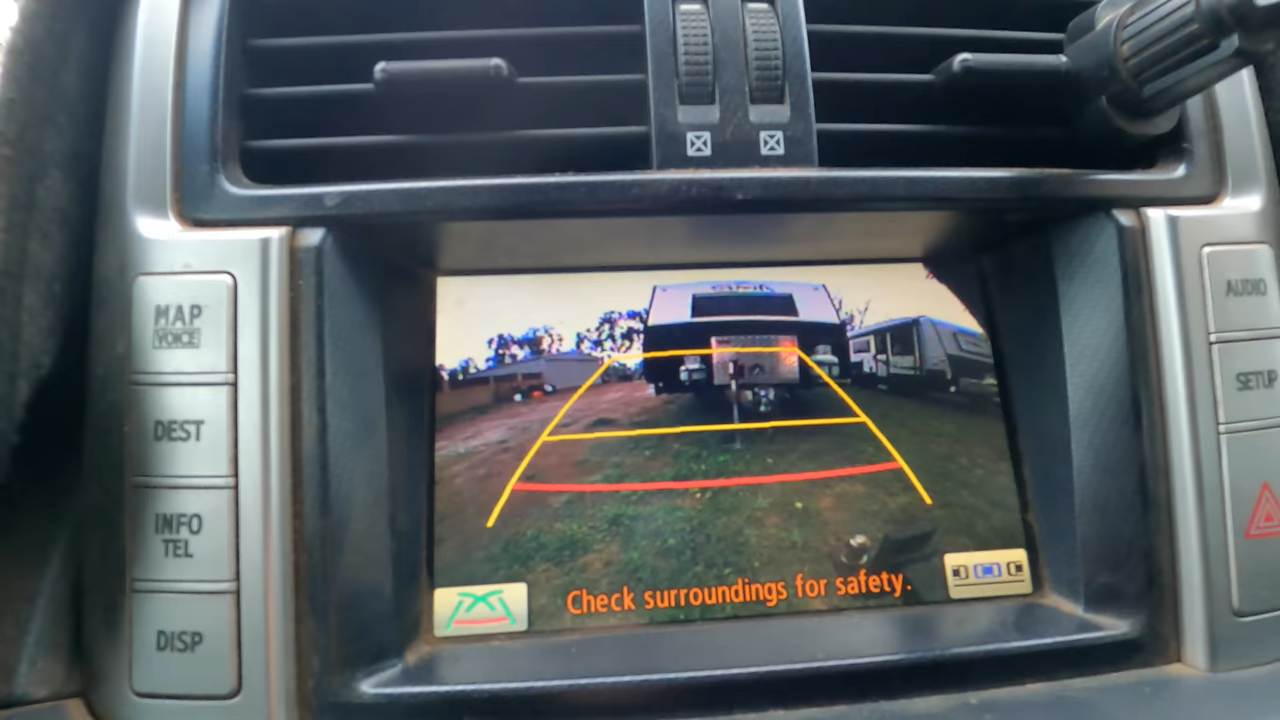 MAP
VOICE
DEST
INFO
TEL
DISP
AUDIO
SETUP
Check surroundings for safety.